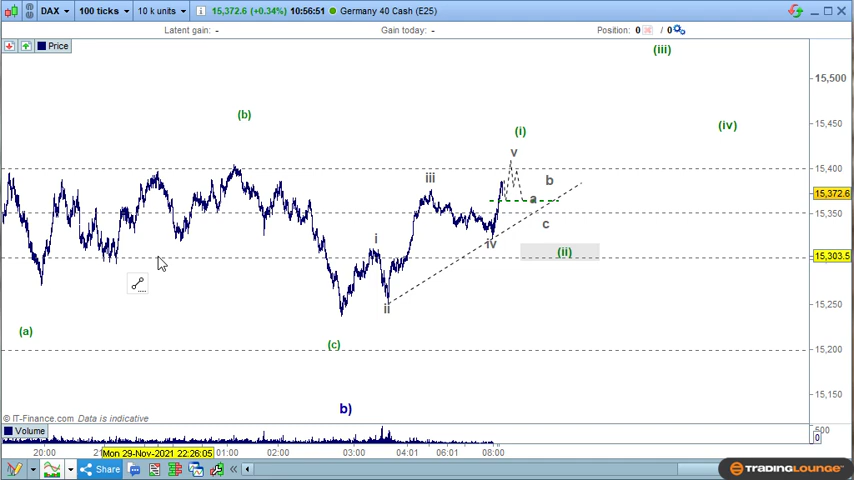 DAX 100 ticks 10 k units i 15,372.6 (+0.34%) 10:56:51 Germany 40 Cash (E25)
Latent gain: - Gain today: - Position: 0 / 0
Price
(iii)
15,500
(b) (iv) 15,450
(i)
v
15,400
iii b
15,372.6
a
15,350
c
i iv
(ii) 15,303.5
ii 15,250
(a)
(c) 15,200
15,150
b)
© IT-Finance.com Data is indicative
Volume 500
0
20:00 Mon 29-Nov-2021 22:26:05 01:00 02:00 03:00 04:01 06:01 08:00
Share TRADINGLOUNGE